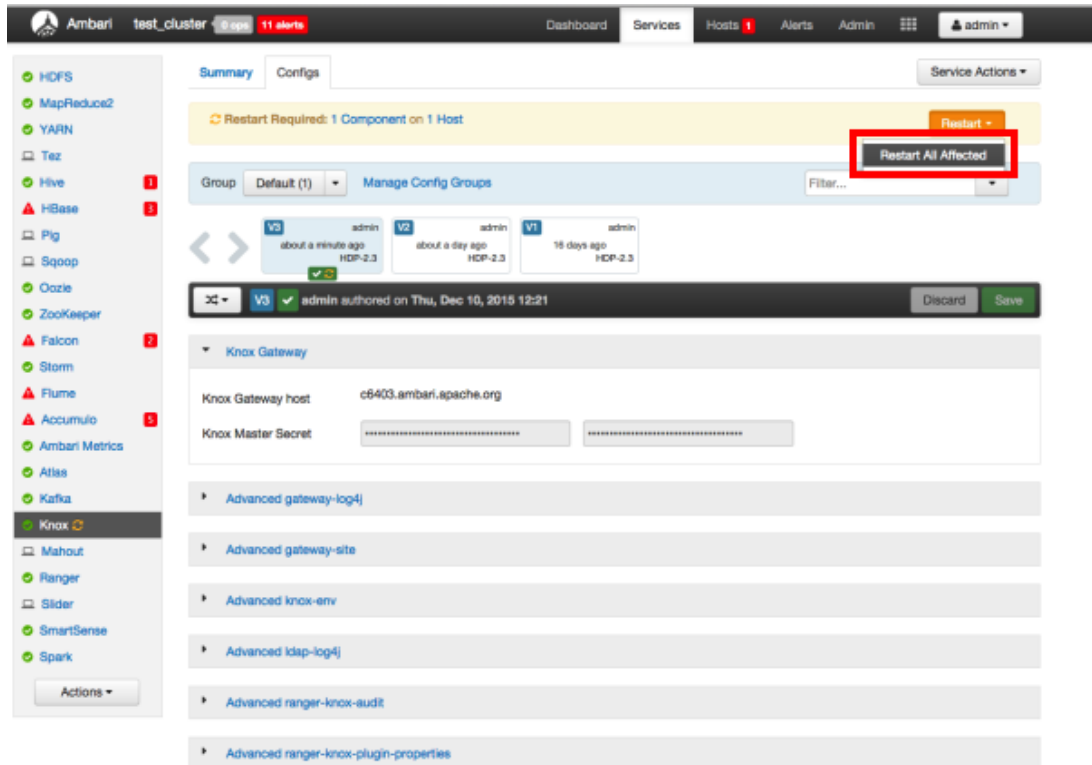 Ambari test_cluster 0 ops 11 alerts Dashboard Services Hosts 1 Alerts Admin admin
HDFS
MapReduce2
YARN
Tez
Hive 1
HBase 3
Pig
Sqoop
Oozie
ZooKeeper
Falcon 2
Storm
Flume
Accumulo 5
Ambari Metrics
Atlas
Kafka
Knox
Mahout
Ranger
Slider
SmartSense
Spark
Actions
Summary Configs Service Actions
Restart Required: 1 Component on 1 Host Restart
Restart All Affected
Group Default (1) Manage Config Groups Filter...
V3 admin
about a minute ago
HDP-2.3
V2 admin
about a day ago
HDP-2.3
V1 admin
16 days ago
HDP-2.3
V3 admin authored on Thu, Dec 10, 2015 12:21 Discard Save
Knox Gateway
Knox Gateway host c6403.ambari.apache.org
Knox Master Secret
Advanced gateway-log4j
Advanced gateway-site
Advanced knox-env
Advanced ldap-log4j
Advanced ranger-knox-audit
Advanced ranger-knox-plugin-properties